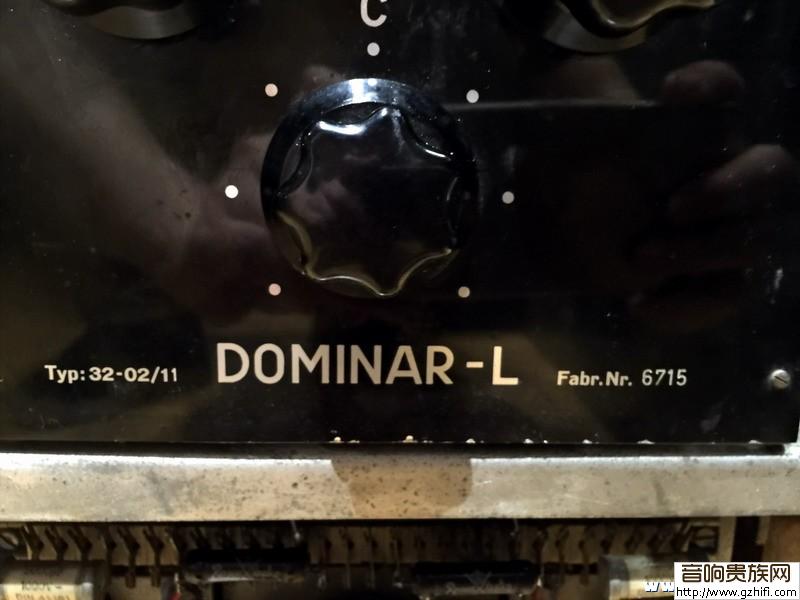 C
Typ: 32-02/11 DOMINAR-L Fabr.Nr. 6715
音响贵族网
http://www.gzhifi.com